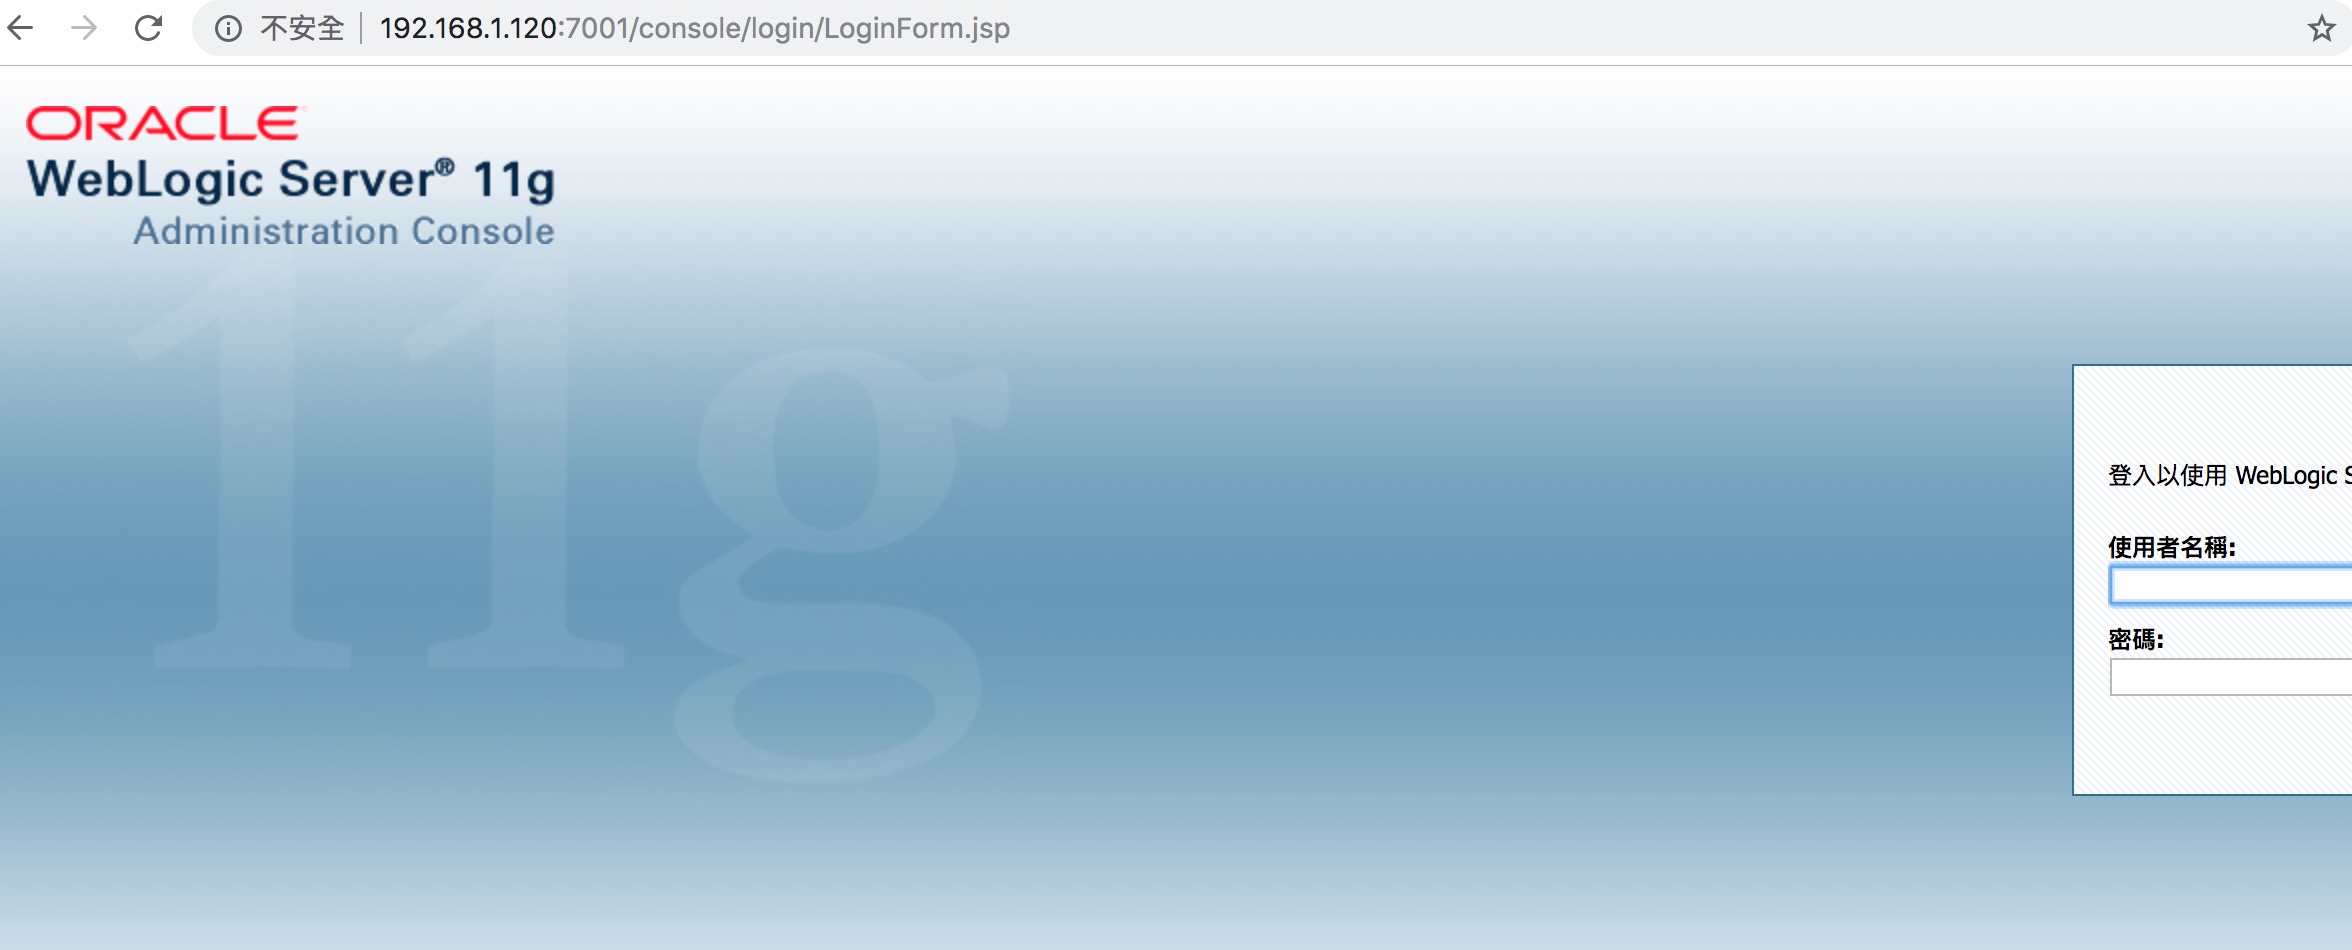 不安全 192.168.1.120:7001/console/login/LoginForm.jsp
ORACLE
WebLogic Server® 11g
Administration Console
11g
登入以使用 WebLogic
使用者名稱:
密碼: